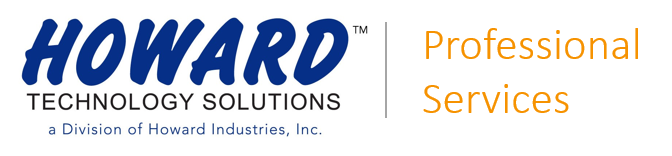 HOWARD™
TECHNOLOGY SOLUTIONS
a Division of Howard Industries, Inc.
Professional
Services